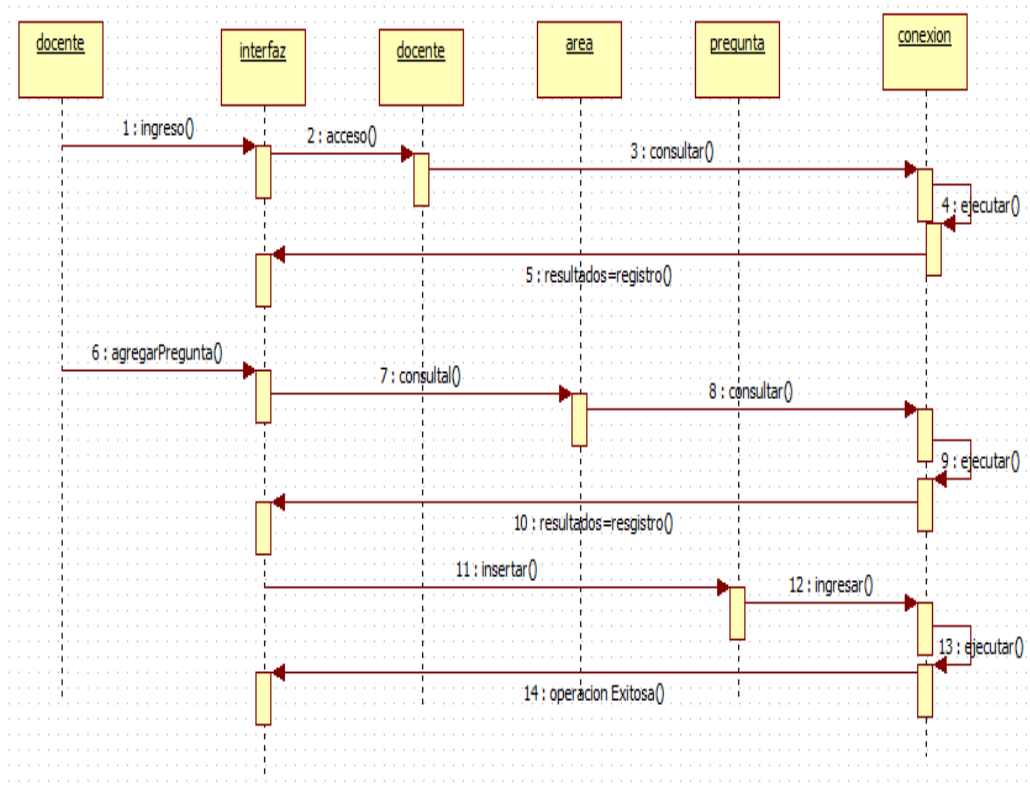 docente
interfaz
docente
area
pregunta
conexion
1 : ingreso()
2 : acceso()
3 : consultar()
4 : ejecutar()
5 : resultados=registro()
6 : agregarPregunta()
7 : consultal()
8 : consultar()
9 : ejecutar()
10 : resultados=resgistro()
11 : insertar()
12 : ingresar()
13 : ejecutar()
14 : operacion Exitosa()